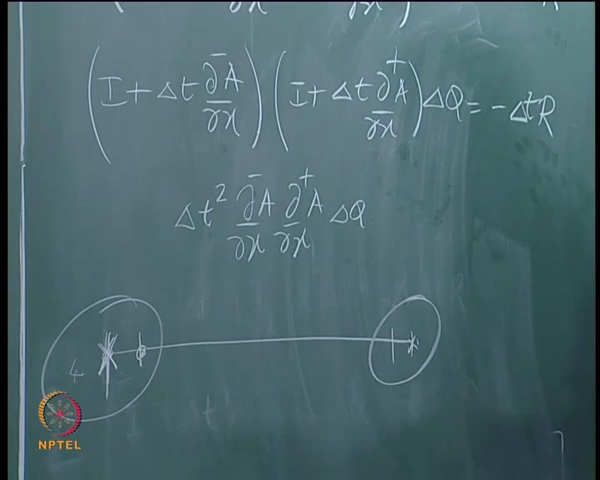 (I + Δt ∂⁻A/∂x) (I + Δt ∂⁺A/∂x) ΔQ = - ΔtR
Δt² ∂⁻A/∂x ∂⁺A/∂x ΔQ
NPTEL